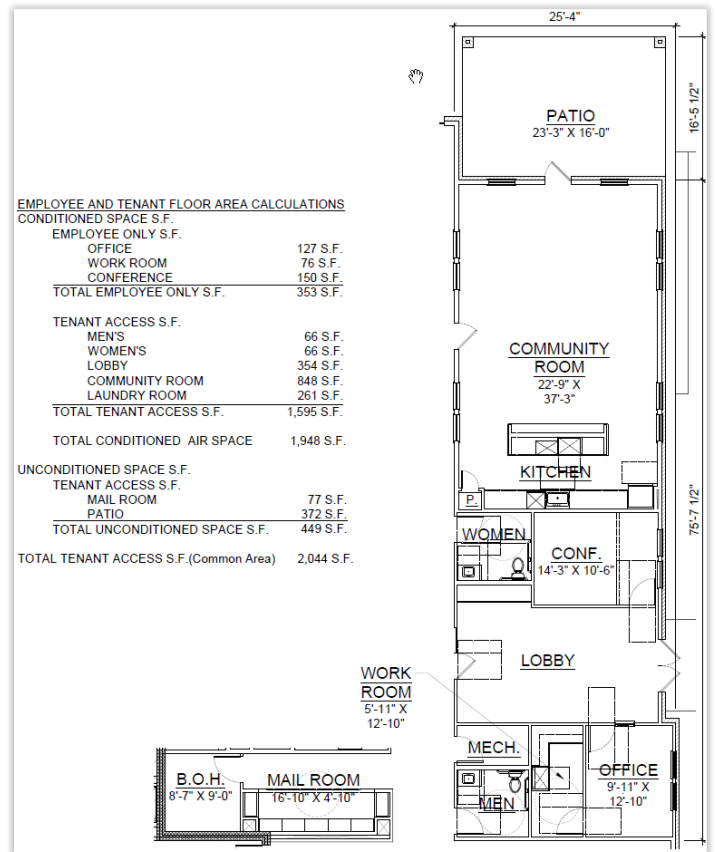 25'-4"
PATIO
23'-3" X 16'-0"
16'-5 1/2"
EMPLOYEE AND TENANT FLOOR AREA CALCULATIONS
CONDITIONED SPACE S.F.
EMPLOYEE ONLY S.F.
OFFICE 127 S.F.
WORK ROOM 76 S.F.
CONFERENCE 150 S.F.
TOTAL EMPLOYEE ONLY S.F. 353 S.F.
TENANT ACCESS S.F.
MEN'S 66 S.F.
WOMEN'S 66 S.F.
LOBBY 354 S.F.
COMMUNITY ROOM 848 S.F.
LAUNDRY ROOM 261 S.F.
TOTAL TENANT ACCESS S.F. 1,595 S.F.
TOTAL CONDITIONED AIR SPACE 1,948 S.F.
UNCONDITIONED SPACE S.F.
TENANT ACCESS S.F.
MAIL ROOM 77 S.F.
PATIO 372 S.F.
TOTAL UNCONDITIONED SPACE S.F. 449 S.F.
TOTAL TENANT ACCESS S.F.(Common Area) 2,044 S.F.
COMMUNITY
ROOM
22'-9" X
37'-3"
KITCHEN
P.
75'-7 1/2"
WOMEN
CONF.
14'-3" X 10'-6"
LOBBY
WORK
ROOM
5'-11" X
12'-10"
MECH.
OFFICE
9'-11" X
12'-10"
MEN
B.O.H.
8'-7" X 9'-0"
MAIL ROOM
16'-10" X 4'-10"